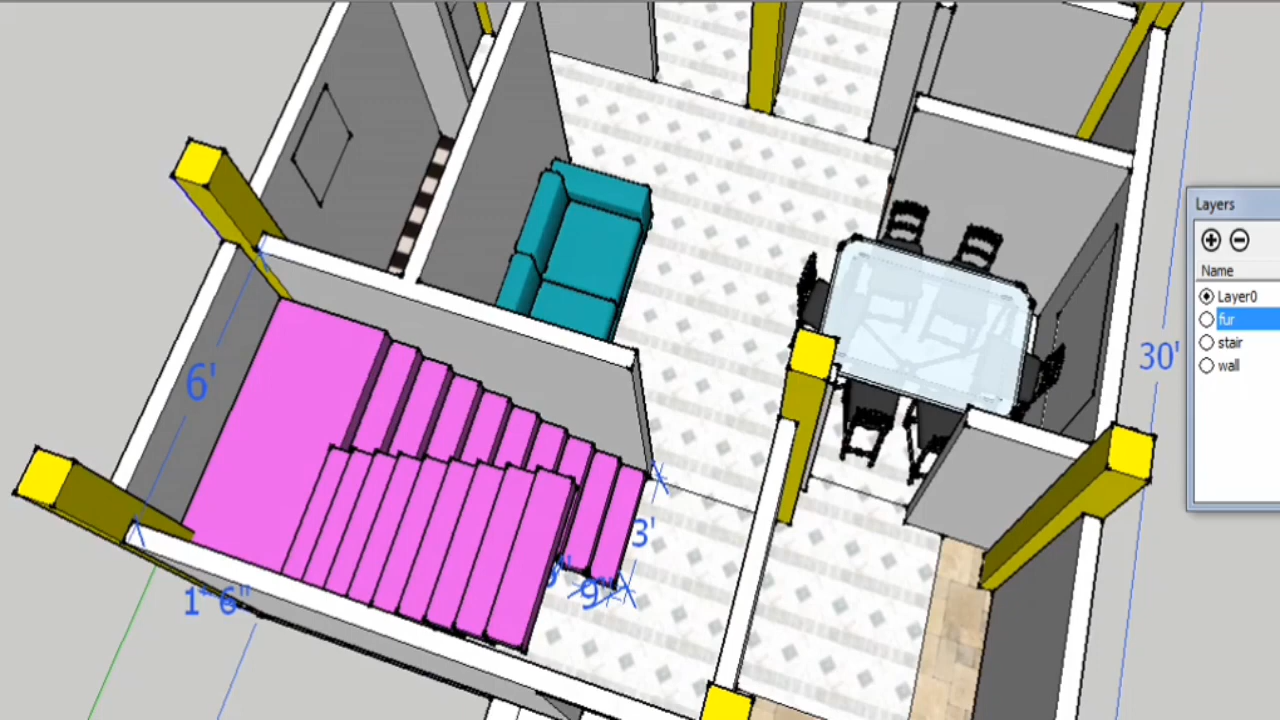 Layers
Name
Layer0
fur
stair
wall
30'
6'
3'
9"
1' 6"